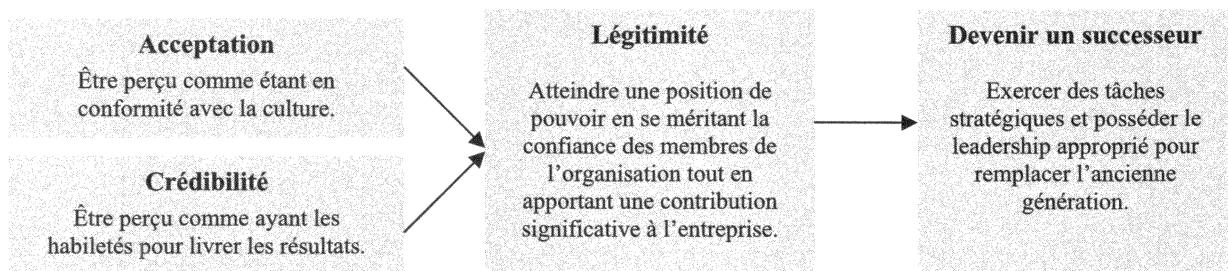 Acceptation
Être perçu comme étant en
conformité avec la culture.
Crédibilité
Être perçu comme ayant les
habiletés pour livrer les résultats.
Légitimité
Atteindre une position de
pouvoir en se méritant la
confiance des membres de
l'organisation tout en
apportant une contribution
significative à l'entreprise.
Devenir un successeur
Exercer des tâches
stratégiques et posséder le
leadership approprié pour
remplacer l'ancienne
génération.